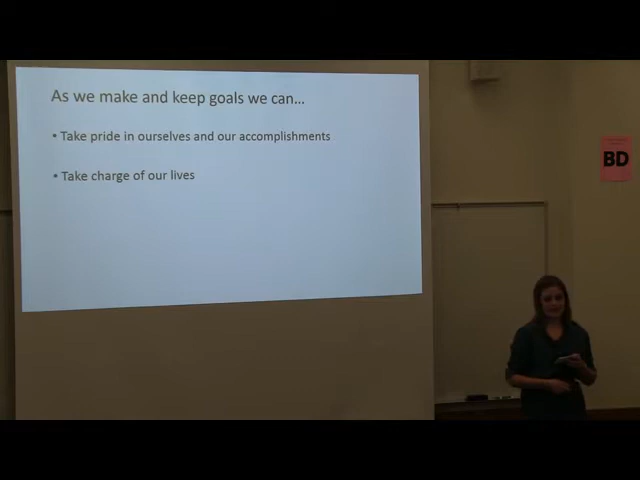 As we make and keep goals we can...
• Take pride in ourselves and our accomplishments
• Take charge of our lives
BD